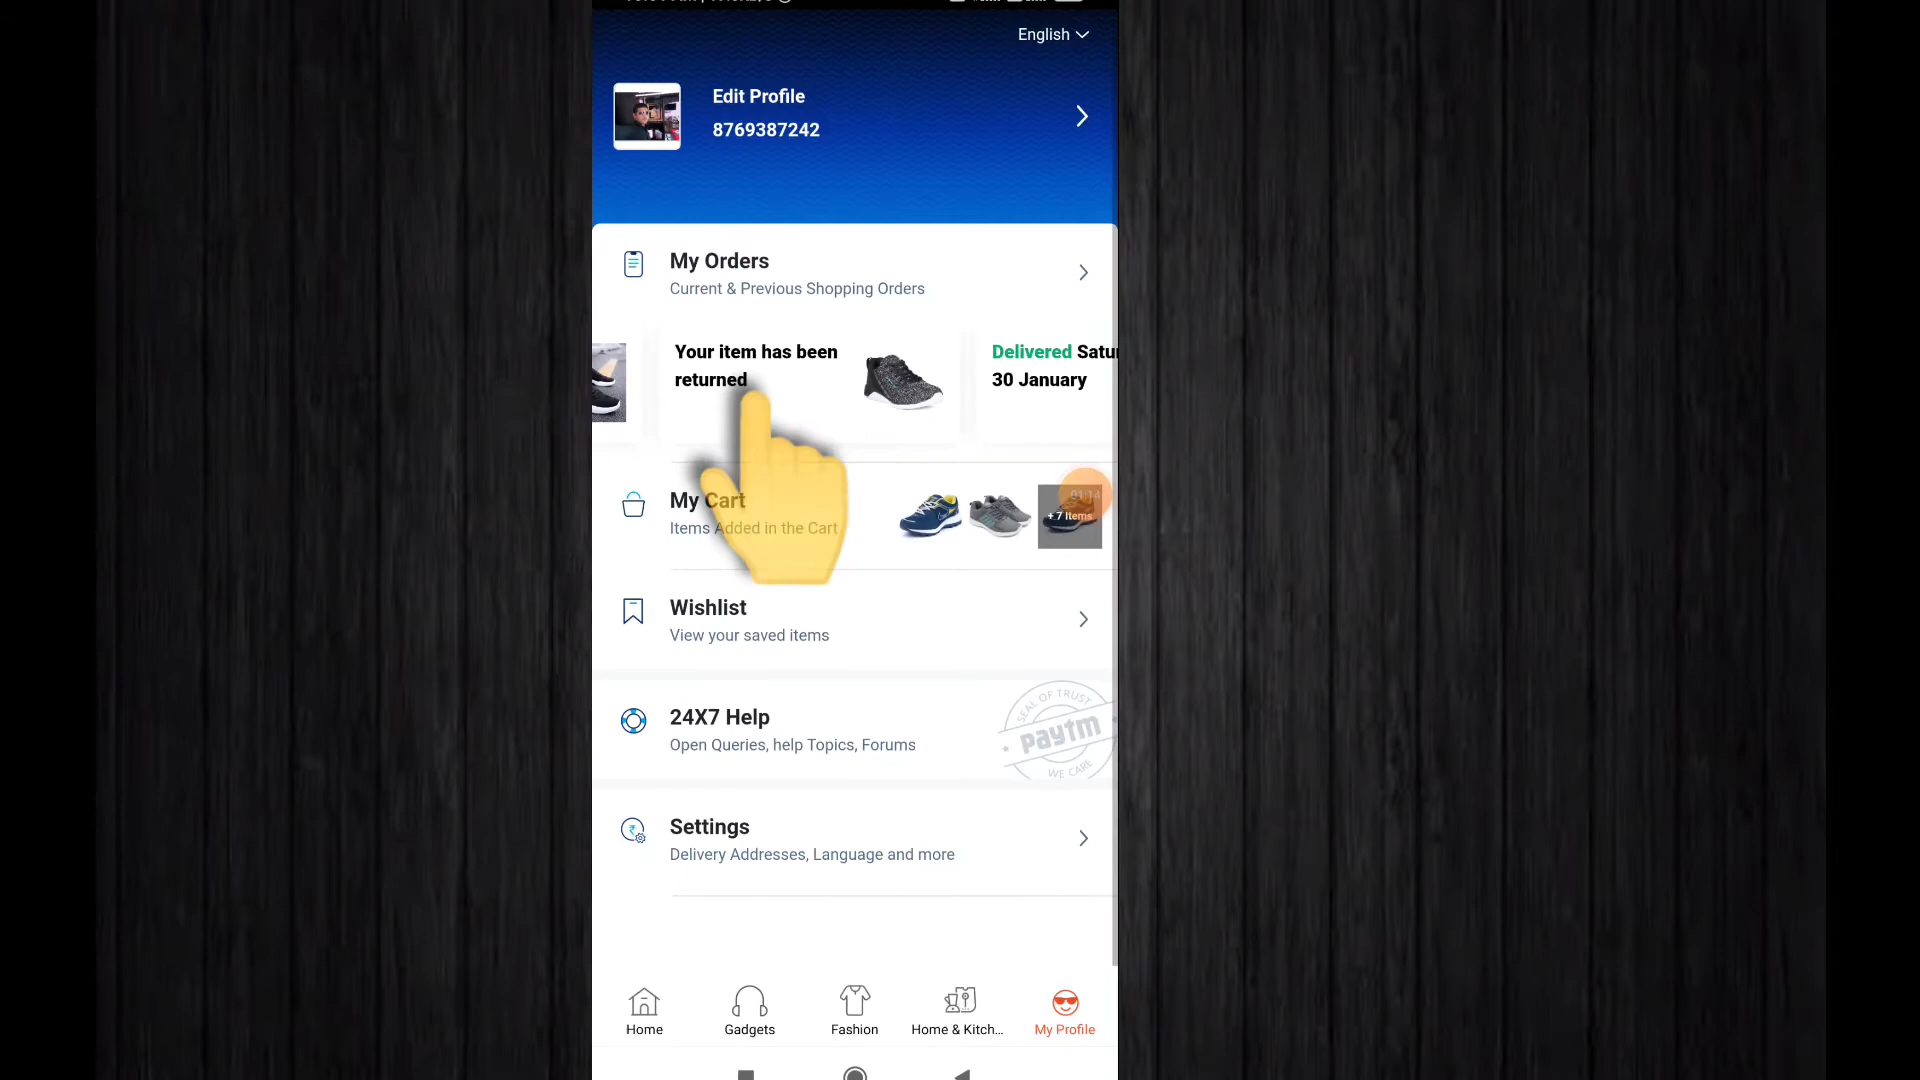 English
Edit Profile
8769387242
My Orders
Current & Previous Shopping Orders
Your item has been
returned
Delivered
30 January
My Cart
Items Added in the Cart
01:14
+ 7 Items
Wishlist
View your saved items
24X7 Help
Open Queries, help Topics, Forums
SEAL OF TRUST
paytm
WE CARE
Settings
Delivery Addresses, Language and more
Home
Gadgets
Fashion
Home & Kitch...
My Profile